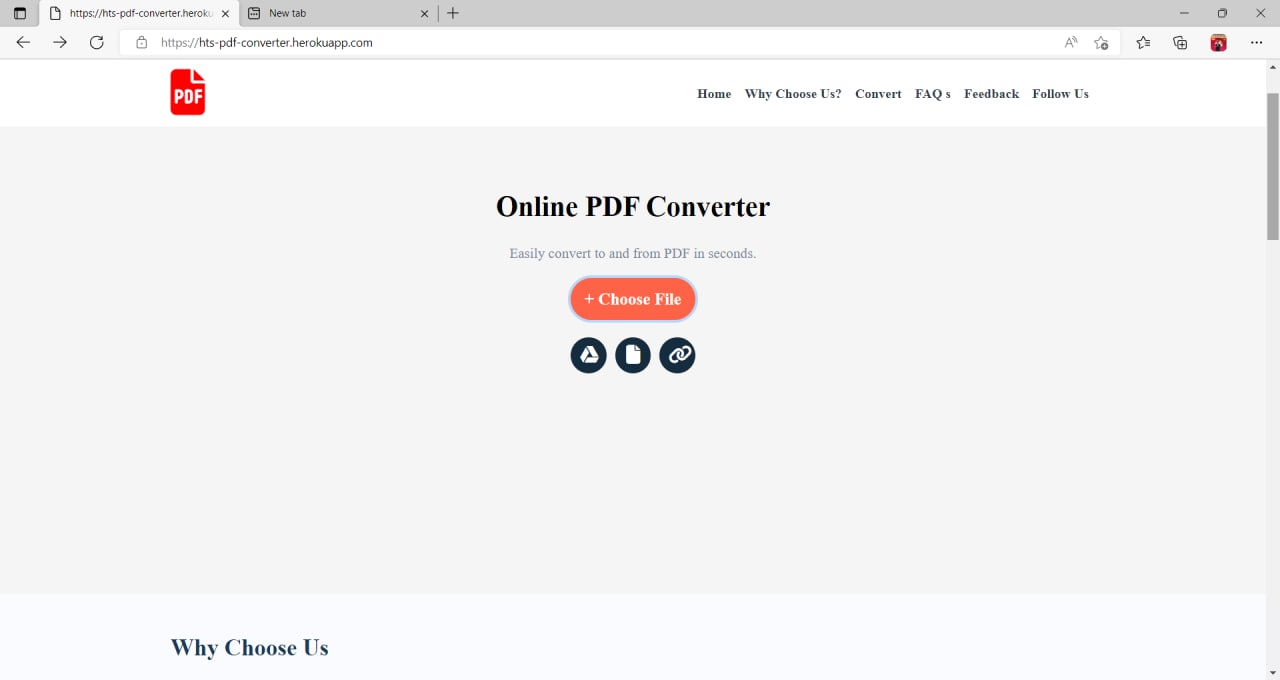 https://hts-pdf-converter.heroku
New tab
https://hts-pdf-converter.herokuapp.com
PDF
Home Why Choose Us? Convert FAQ s Feedback Follow Us
Online PDF Converter
Easily convert to and from PDF in seconds.
+ Choose File
Why Choose Us